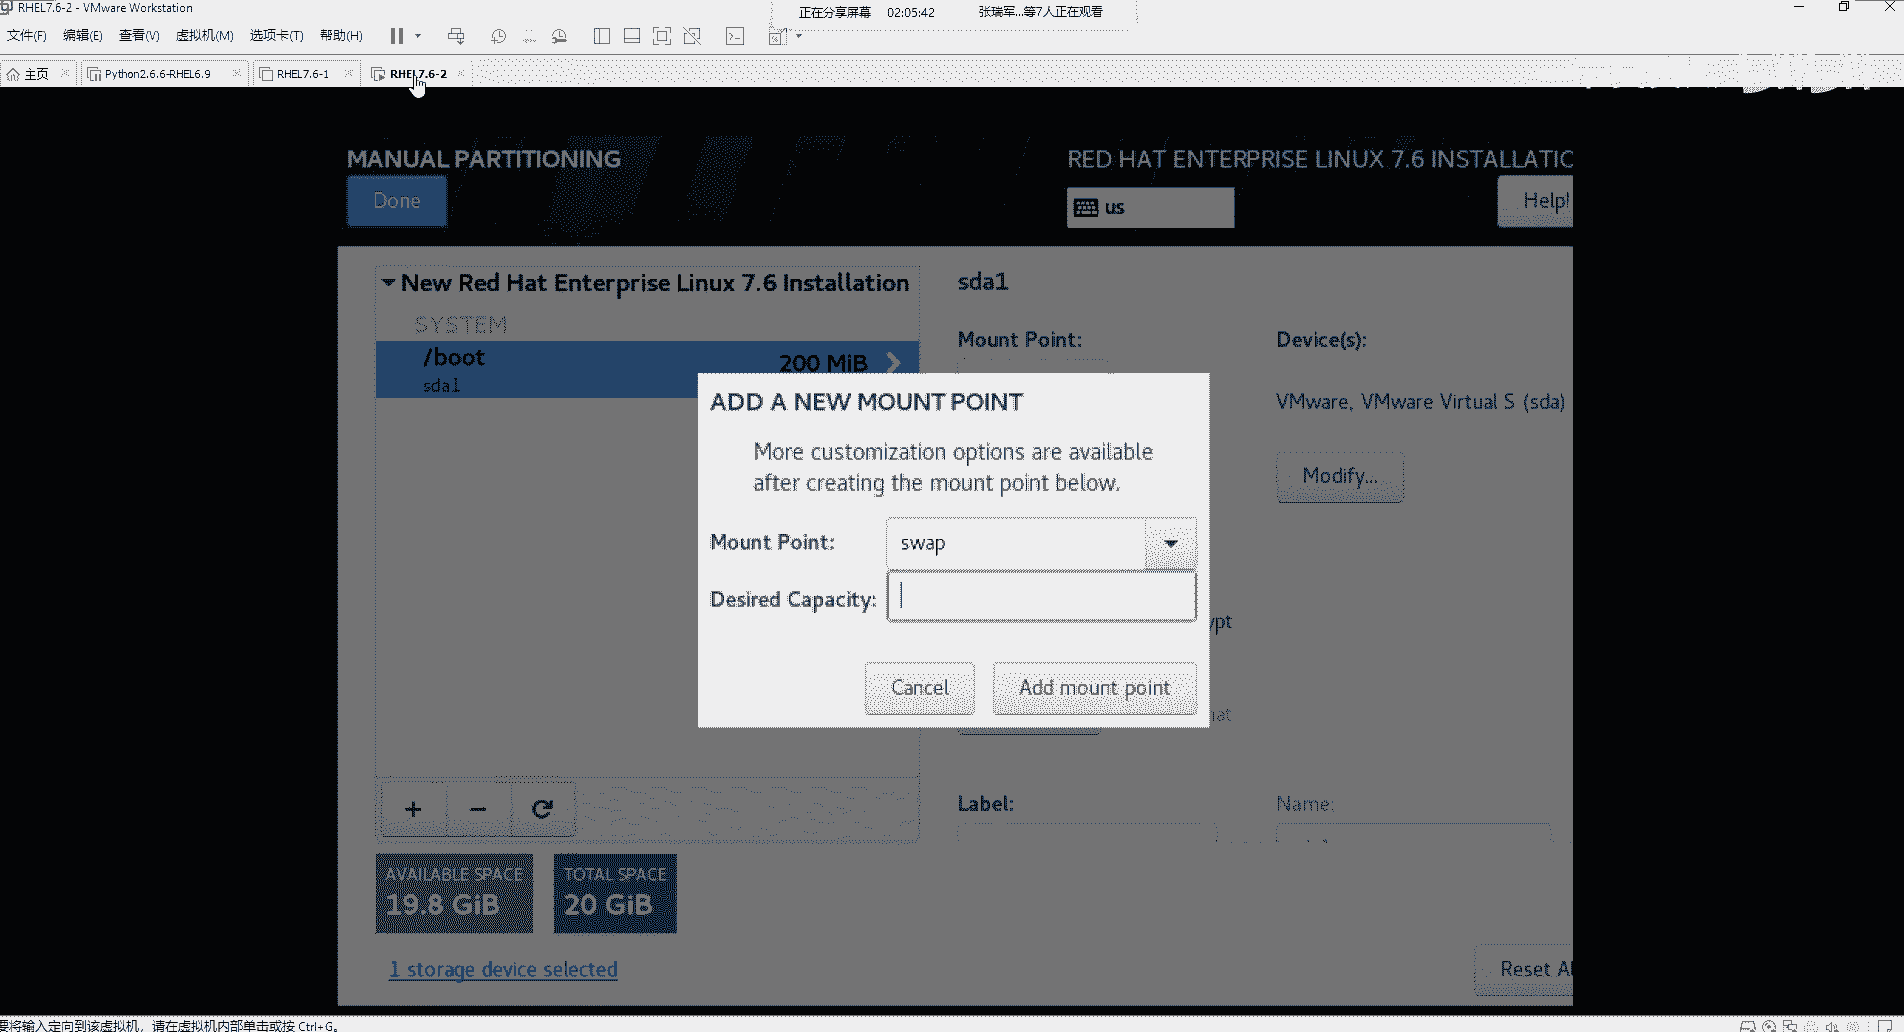 RHEL7.6-2 - VMware Workstation
正在分享屏幕 02:05:42 张瑞军...等7人正在观看
文件(F) 编辑(E) 查看(V) 虚拟机(M) 选项卡(T) 帮助(H)
主页 Python2.6.6-RHEL6.9 RHEL7.6-1 RHEL7.6-2
MANUAL PARTITIONING
RED HAT ENTERPRISE LINUX 7.6 INSTALLATIO
Done
us
Help!
New Red Hat Enterprise Linux 7.6 Installation
SYSTEM
/boot
200 MiB
sda1
sda1
Mount Point:
Device(s):
VMware, VMware Virtual S (sda)
Modify...
ADD A NEW MOUNT POINT
More customization options are available
after creating the mount point below.
Mount Point:
swap
Desired Capacity:
Cancel
Add mount point
ypt
Label:
Name:
+ −
AVAILABLE SPACE
19.8 GiB
TOTAL SPACE
20 GiB
1 storage device selected
Reset Al
要将输入定向到该虚拟机，请在虚拟机内部单击或按 Ctrl+G。